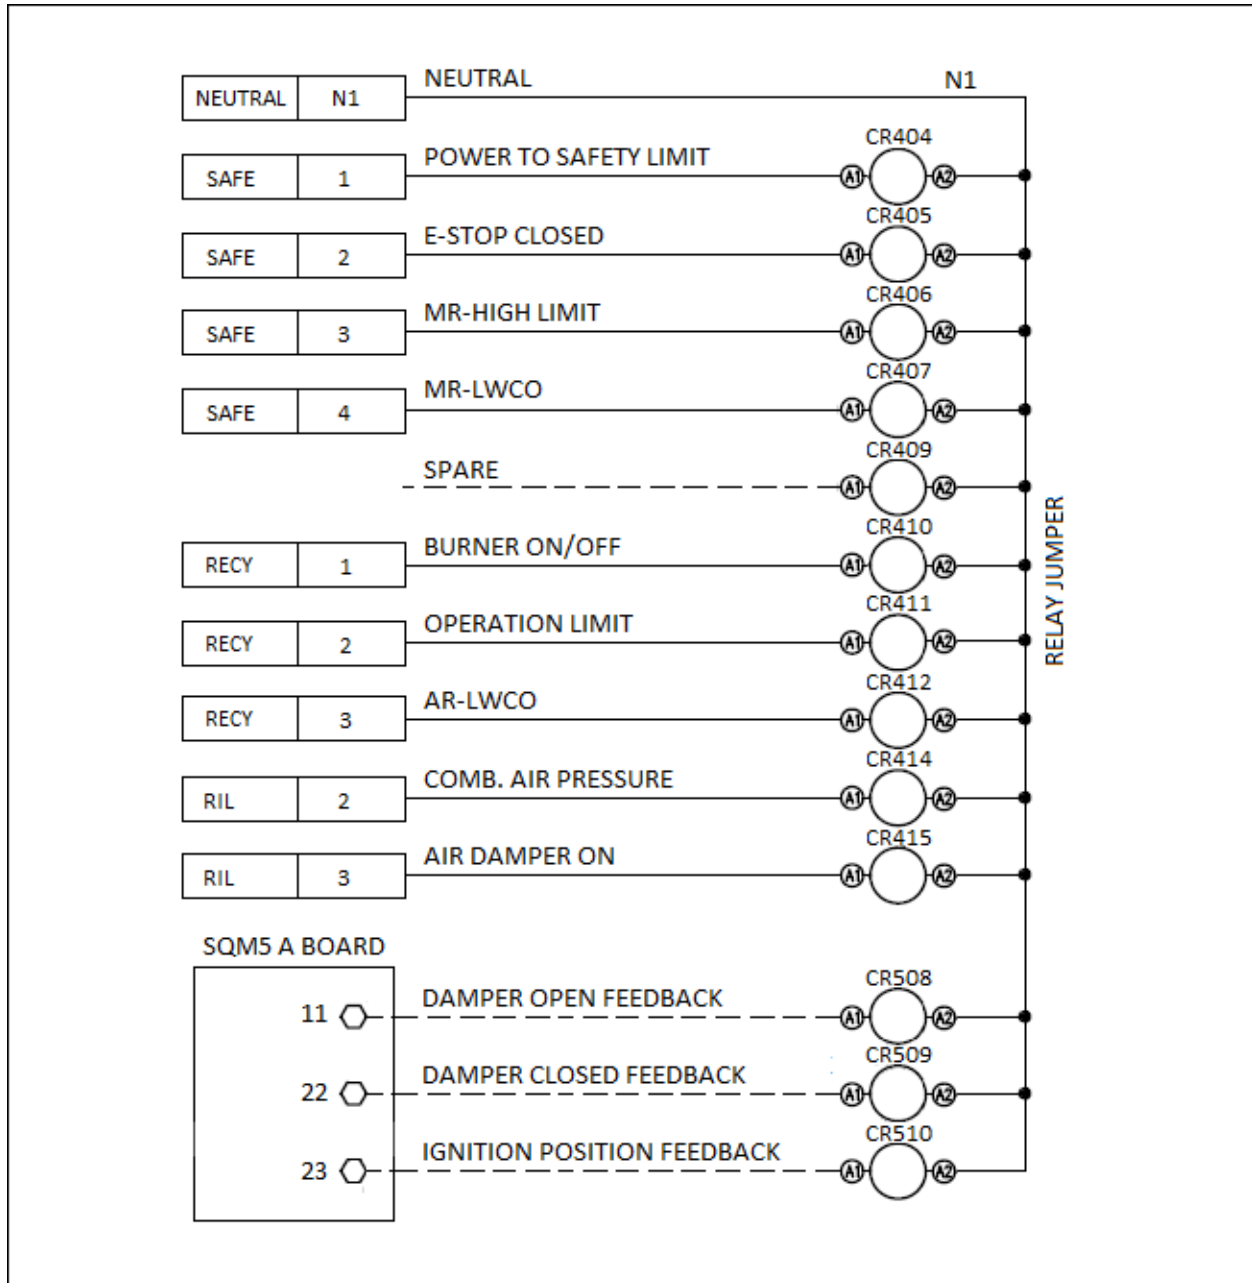 NEUTRAL N1 NEUTRAL N1
CR404
SAFE 1 POWER TO SAFETY LIMIT A1 A2
CR405
SAFE 2 E-STOP CLOSED A1 A2
CR406
SAFE 3 MR-HIGH LIMIT A1 A2
CR407
SAFE 4 MR-LWCO A1 A2
CR409
SPARE A1 A2
CR410
RECY 1 BURNER ON/OFF A1 A2
CR411
RECY 2 OPERATION LIMIT A1 A2
CR412
RECY 3 AR-LWCO A1 A2
CR414
RIL 2 COMB. AIR PRESSURE A1 A2
CR415
RIL 3 AIR DAMPER ON A1 A2
RELAY JUMPER
SQM5 A BOARD
CR508
11 DAMPER OPEN FEEDBACK A1 A2
CR509
22 DAMPER CLOSED FEEDBACK A1 A2
CR510
23 IGNITION POSITION FEEDBACK A1 A2